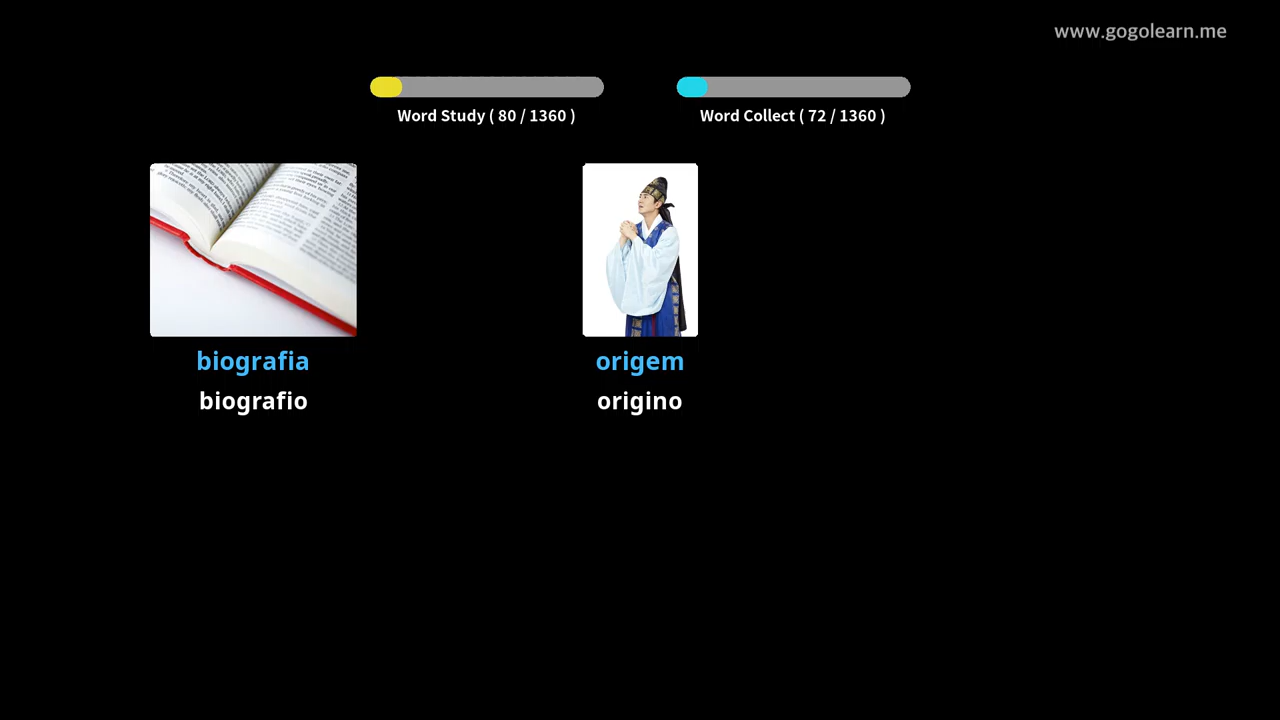 www.gogolearn.me
Word Study ( 80 / 1360 )
Word Collect ( 72 / 1360 )
biografia
biografio
origem
origino